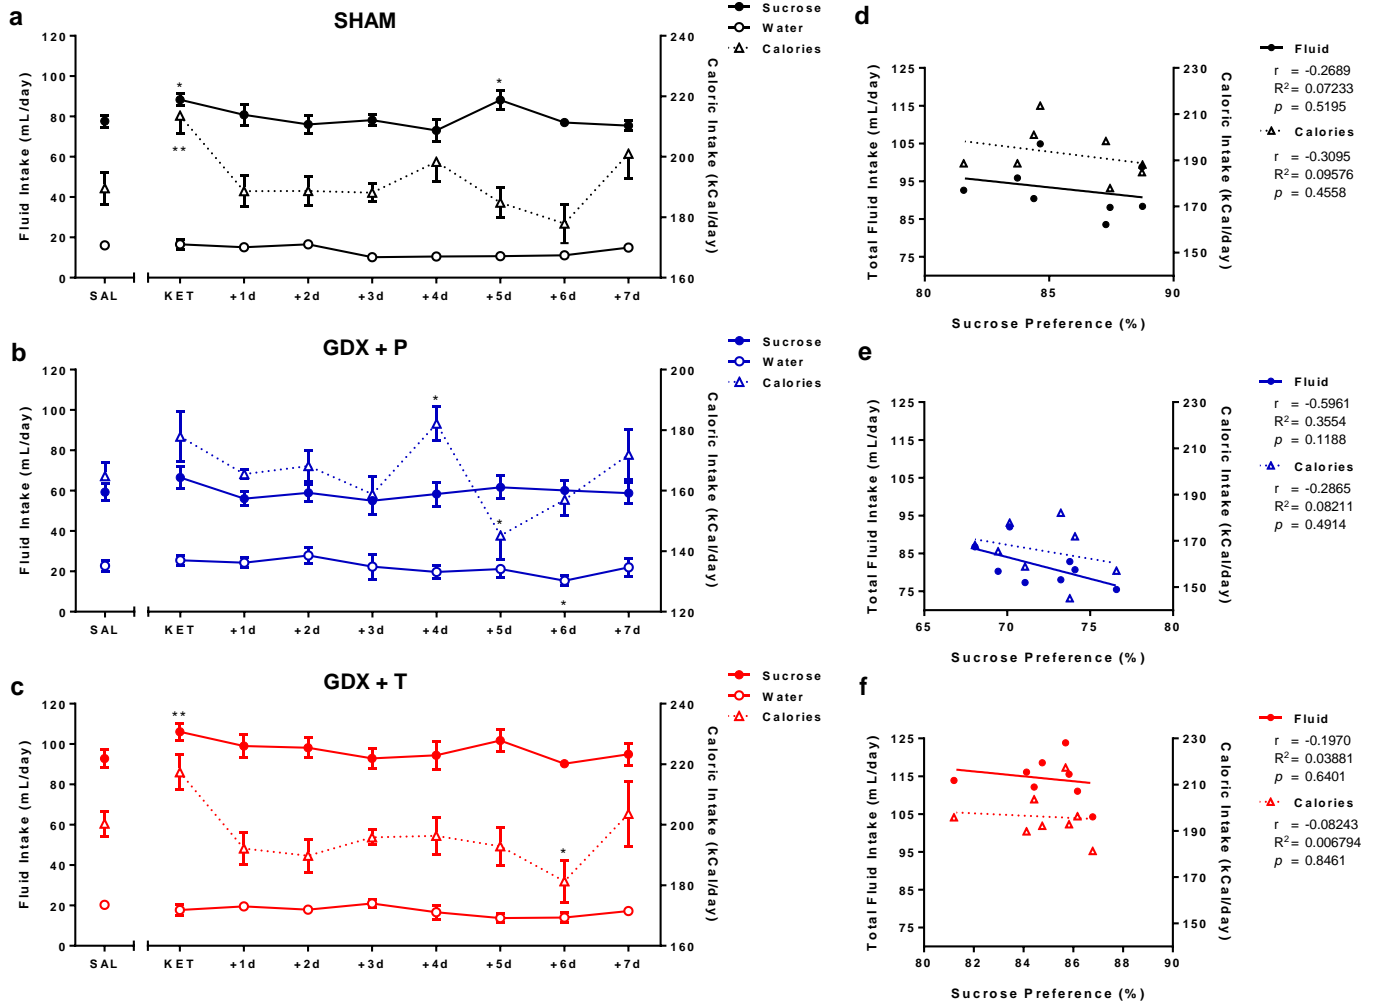 a
SHAM
Sucrose
Water
Calories
Fluid Intake (mL/day)
120
100
80
60
40
20
0
240
220
200
180
160
Caloric Intake (kCal/day)
*
**
*
SAL KET +1d +2d +3d +4d +5d +6d +7d
d
Total Fluid Intake (mL/day)
125
115
105
95
85
75
230
210
190
170
150
Caloric Intake (kCal/day)
80 85 90
Sucrose Preference (%)
Fluid
r = -0.2689
R² = 0.07233
p = 0.5195
Calories
r = -0.3095
R² = 0.09576
p = 0.4558
b
GDX + P
Sucrose
Water
Calories
Fluid Intake (mL/day)
120
100
80
60
40
20
0
200
180
160
140
120
Caloric Intake (kCal/day)
*
*
*
SAL KET +1d +2d +3d +4d +5d +6d +7d
e
Total Fluid Intake (mL/day)
125
115
105
95
85
75
230
210
190
170
150
Caloric Intake (kCal/day)
65 70 75 80
Sucrose Preference (%)
Fluid
r = -0.5961
R² = 0.3554
p = 0.1188
Calories
r = -0.2865
R² = 0.08211
p = 0.4914
c
GDX + T
Sucrose
Water
Calories
Fluid Intake (mL/day)
120
100
80
60
40
20
0
240
220
200
180
160
Caloric Intake (kCal/day)
**
*
SAL KET +1d +2d +3d +4d +5d +6d +7d
f
Total Fluid Intake (mL/day)
125
115
105
95
85
75
230
210
190
170
150
Caloric Intake (kCal/day)
80 82 84 86 88 90
Sucrose Preference (%)
Fluid
r = -0.1970
R² = 0.03881
p = 0.6401
Calories
r = -0.08243
R² = 0.006794
p = 0.8461